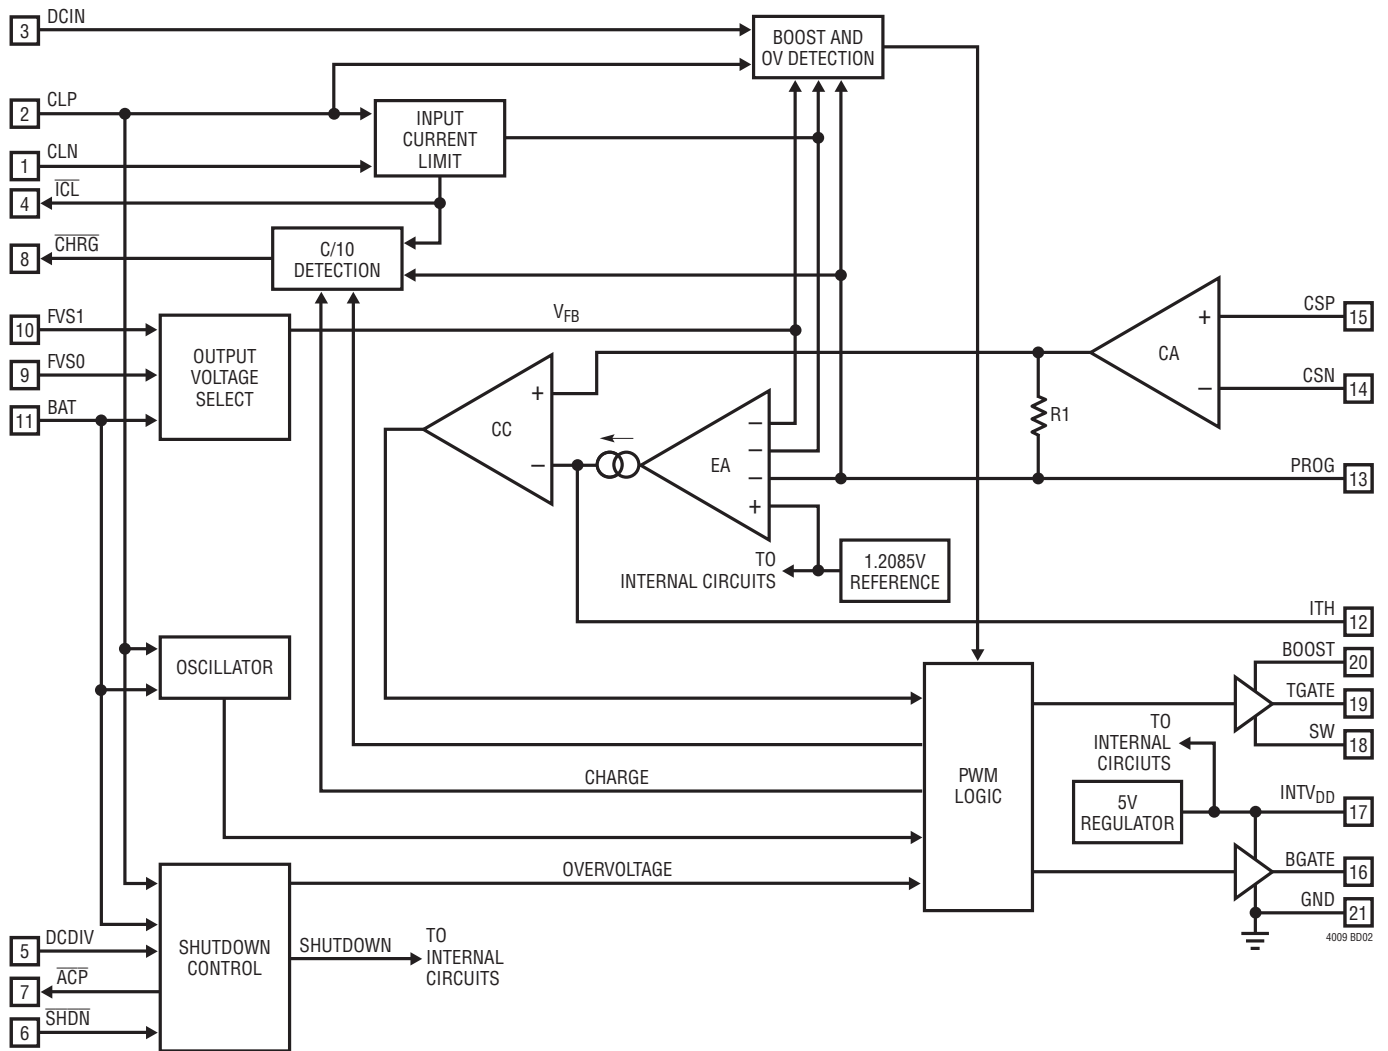 3 DCIN
BOOST AND
OV DETECTION
2 CLP
INPUT
CURRENT
LIMIT
1 CLN
4 ICL
8 CHRG
C/10
DETECTION
10 FVS1
9 FVS0
11 BAT
OUTPUT
VOLTAGE
SELECT
VFB
CC
+
−
EA
−
−
−
+
CA
+
−
CSP 15
CSN 14
R1
PROG 13
TO
INTERNAL CIRCUITS
1.2085V
REFERENCE
ITH 12
OSCILLATOR
PWM
LOGIC
CHARGE
OVERVOLTAGE
BOOST 20
TGATE 19
SW 18
TO
INTERNAL
CIRCIUTS
5V
REGULATOR
INTVDD 17
BGATE 16
GND 21
4009 BD02
5 DCDIV
7 ACP
6 SHDN
SHUTDOWN
CONTROL
SHUTDOWN
TO
INTERNAL
CIRCUITS